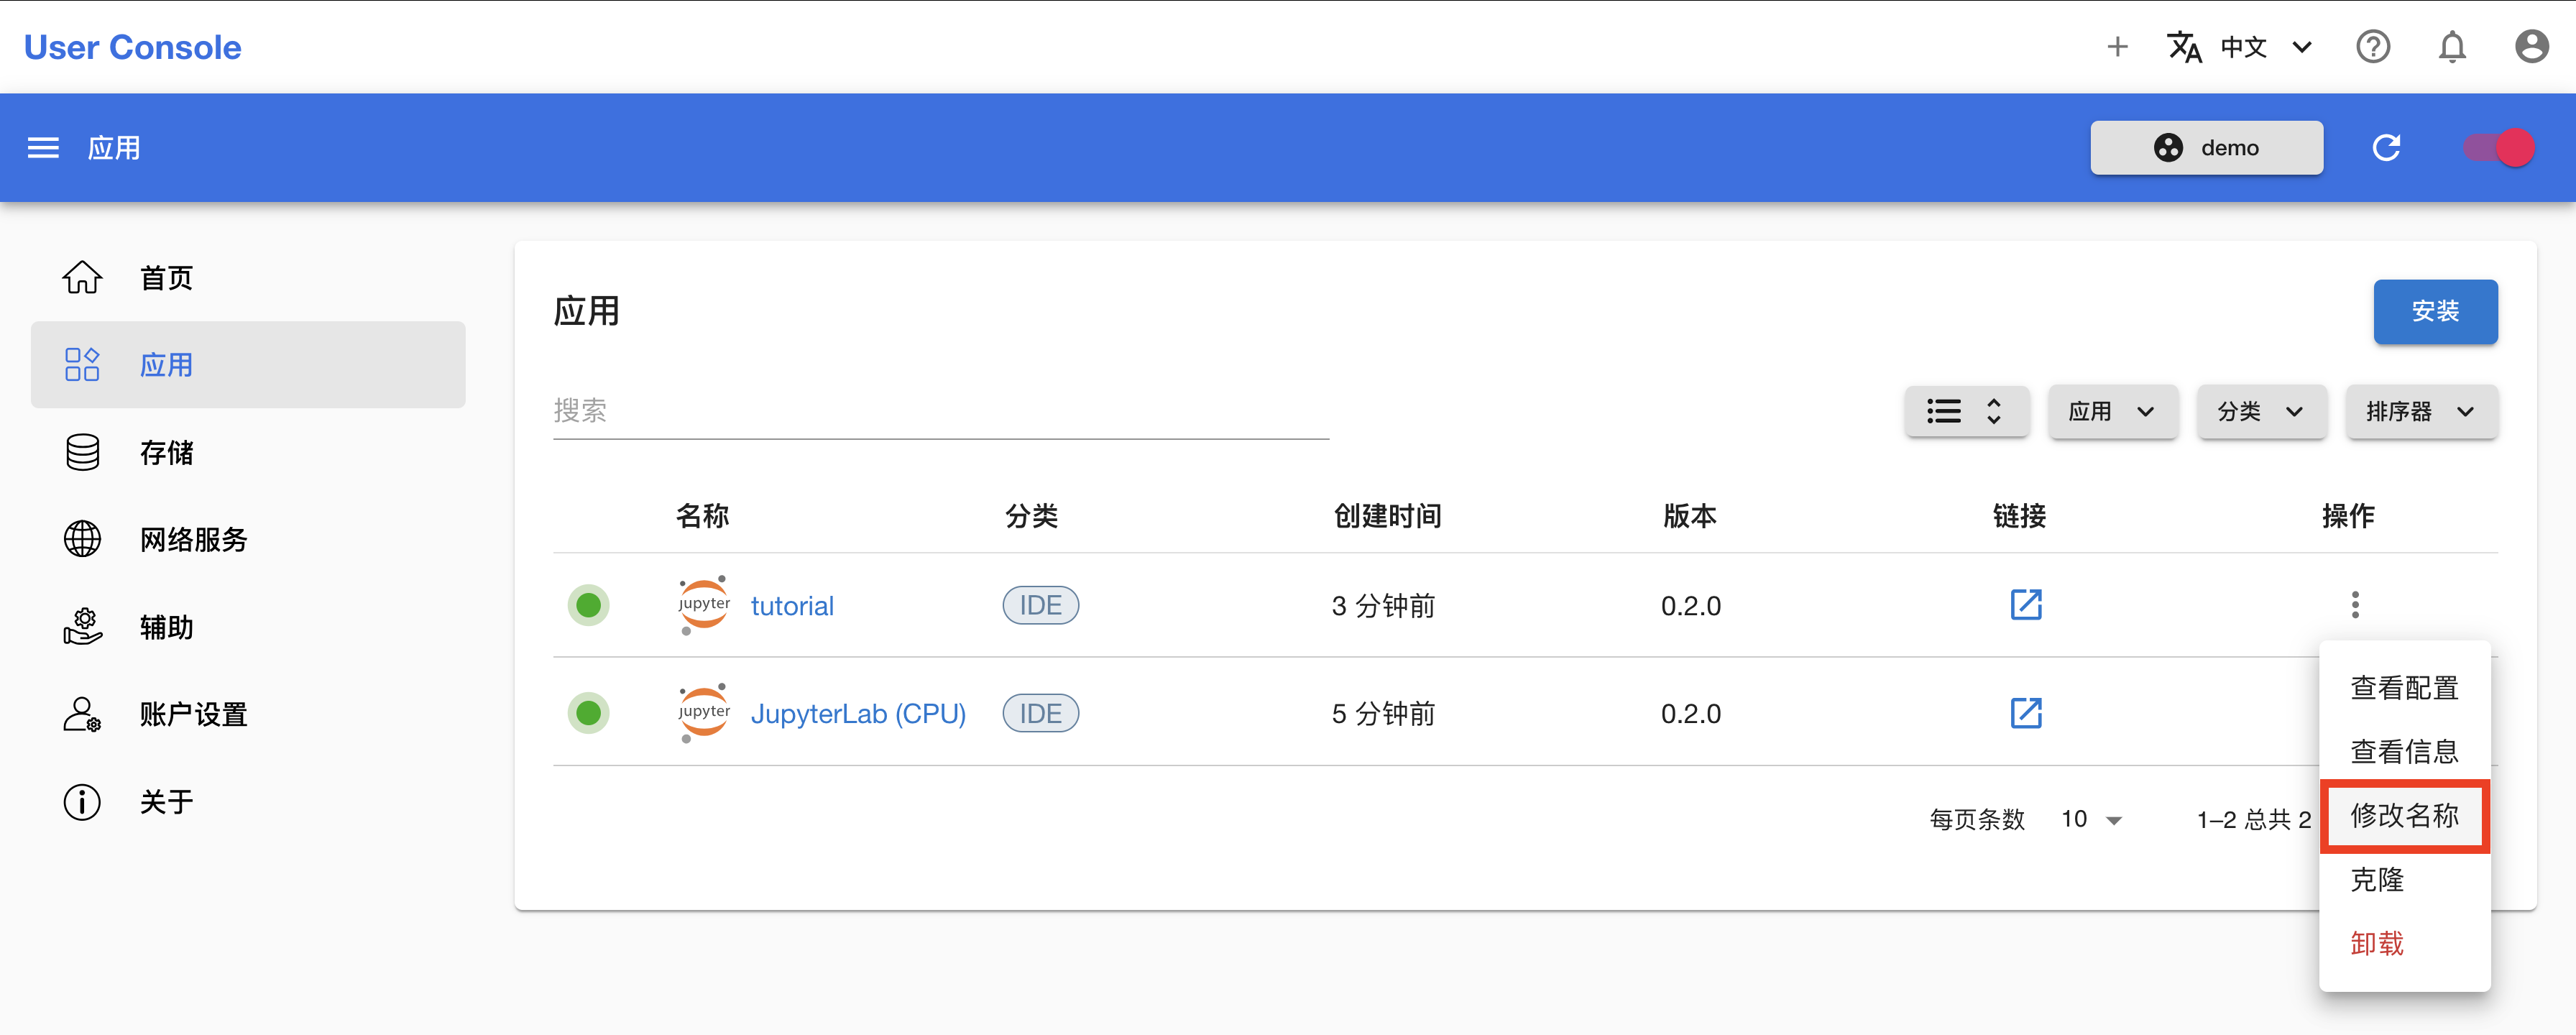 User Console
中文
应用
demo
首页
应用
存储
网络服务
辅助
账户设置
关于
应用
安装
搜索
应用
分类
排序器
名称 分类 创建时间 版本 链接 操作
jupyter tutorial IDE 3 分钟前 0.2.0
jupyter JupyterLab (CPU) IDE 5 分钟前 0.2.0
每页条数 10 1–2 总共 2
查看配置
查看信息
修改名称
克隆
卸载